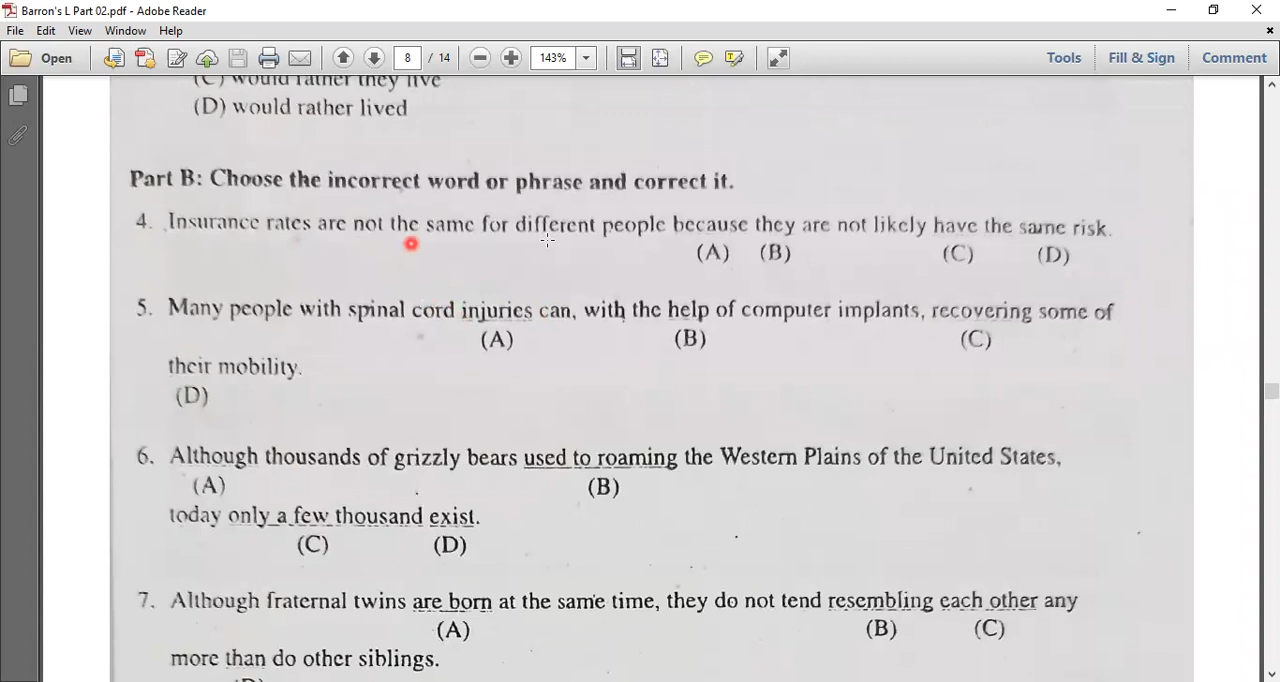 Barron's L Part 02.pdf - Adobe Reader
File Edit View Window Help
Open 8 / 14 143% Tools Fill & Sign Comment
(C) would rather they live
(D) would rather lived
Part B: Choose the incorrect word or phrase and correct it.
4. Insurance rates are not the same for different people because they are not likely have the same risk.
(A) (B) (C) (D)
5. Many people with spinal cord injuries can, with the help of computer implants, recovering some of
(A) (B) (C)
their mobility.
(D)
6. Although thousands of grizzly bears used to roaming the Western Plains of the United States,
(A) (B)
today only a few thousand exist.
(C) (D)
7. Although fraternal twins are born at the same time, they do not tend resembling each other any
(A) (B) (C)
more than do other siblings.
(D)